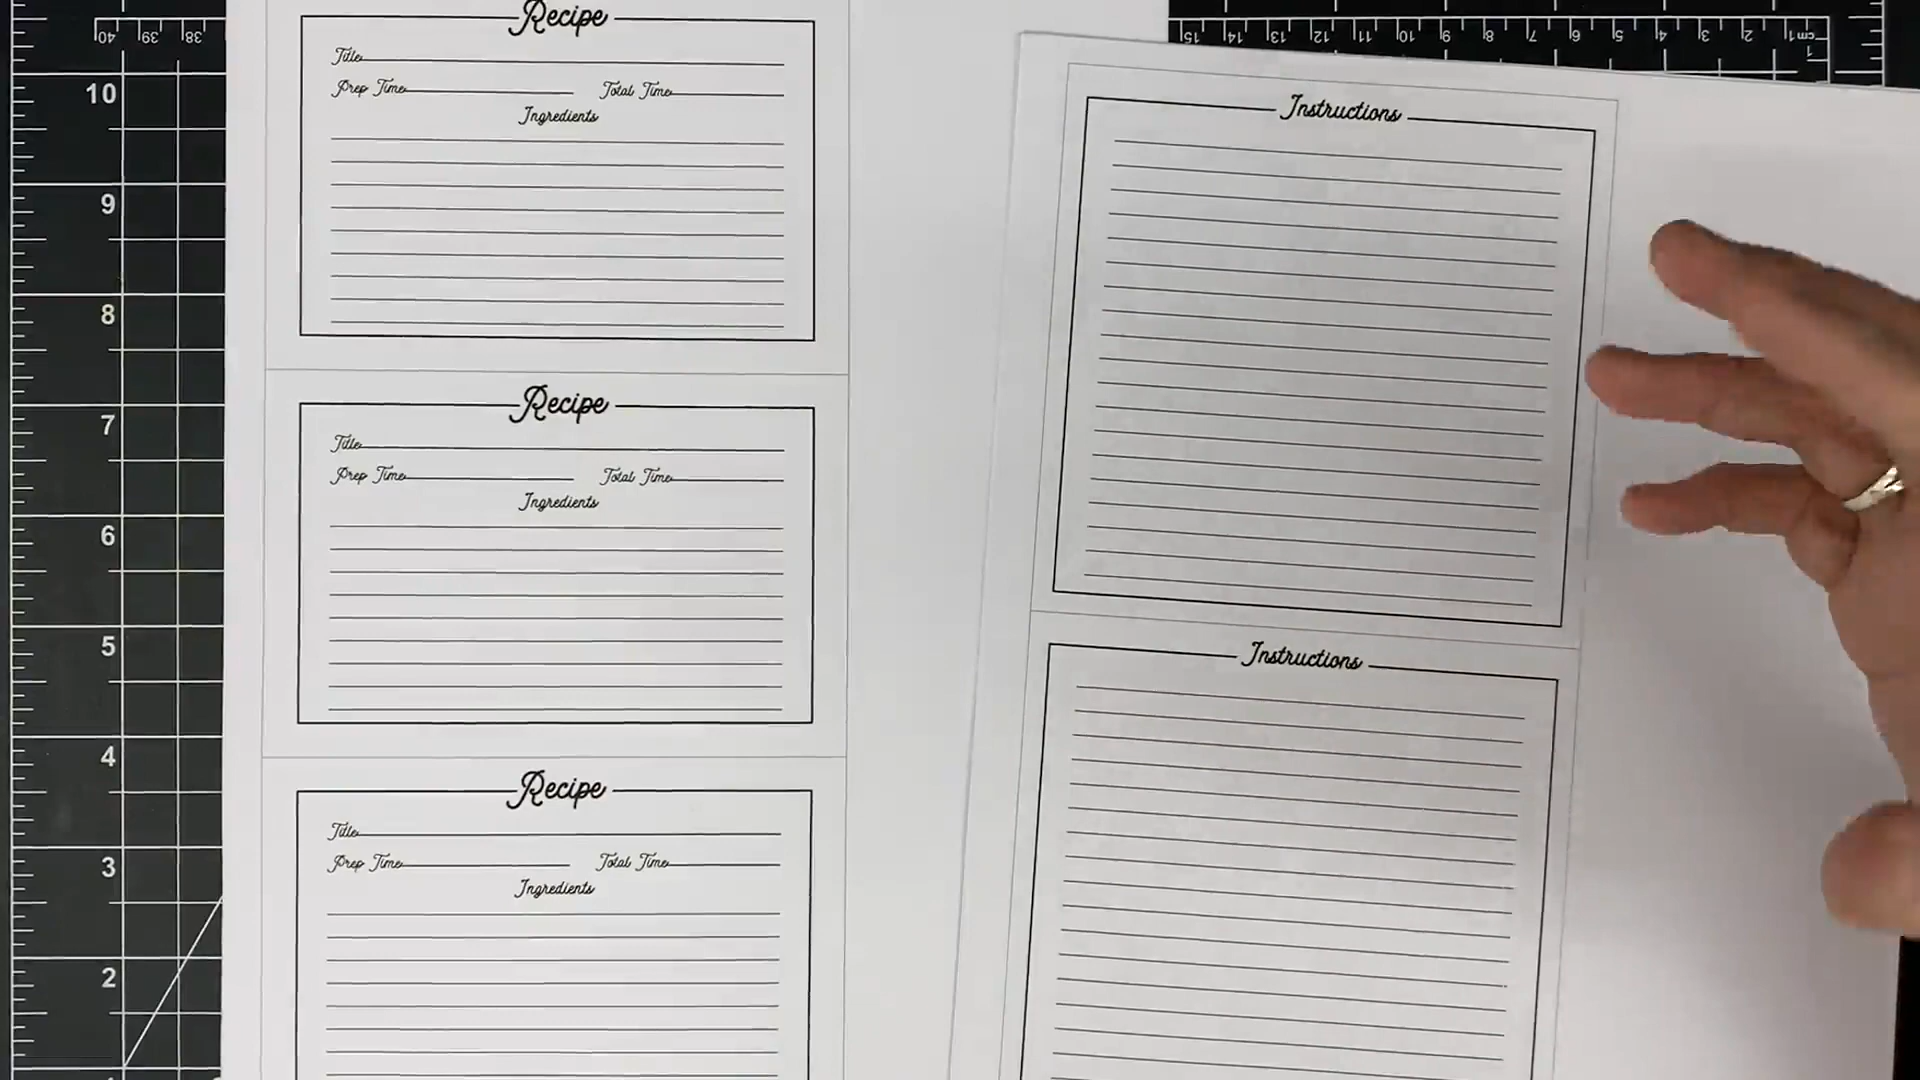 40 39 38
10
9
8
7
6
5
4
3
2
Recipe
Title
Prep Time Total Time
Ingredients
Recipe
Title
Prep Time Total Time
Ingredients
Recipe
Title
Prep Time Total Time
Ingredients
15 14 13 12 11 10 9 8 7 6 5 4 3 2 1cm
Instructions
Instructions